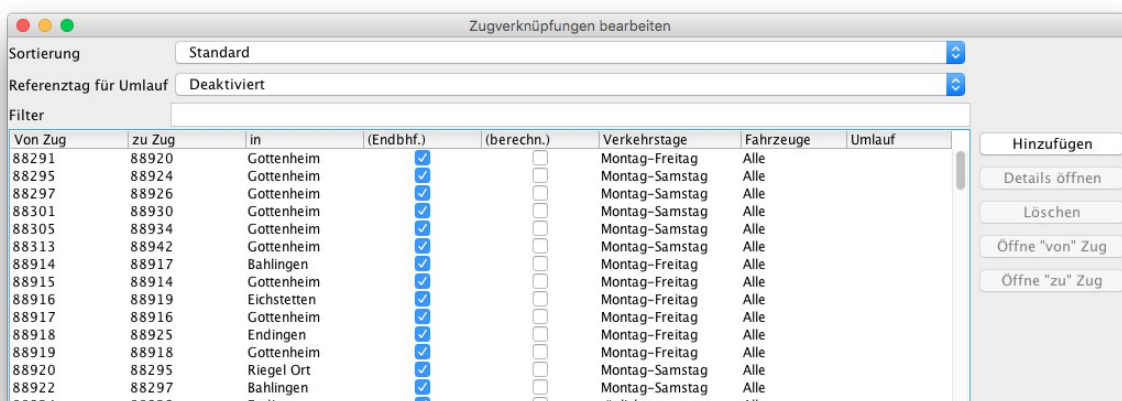 Zugverknüpfungen bearbeiten
Sortierung Standard
Referenztag für Umlauf Deaktiviert
Filter
Von Zug zu Zug in (Endbhf.) (berechn.) Verkehrstage Fahrzeuge Umlauf
88291 88920 Gottenheim Montag-Freitag Alle
88295 88924 Gottenheim Montag-Samstag Alle
88297 88926 Gottenheim Montag-Samstag Alle
88301 88930 Gottenheim Montag-Samstag Alle
88305 88934 Gottenheim Montag-Samstag Alle
88313 88942 Gottenheim Montag-Samstag Alle
88914 88917 Bahlingen Montag-Freitag Alle
88915 88914 Gottenheim Montag-Freitag Alle
88916 88919 Eichstetten Montag-Freitag Alle
88917 88916 Gottenheim Montag-Freitag Alle
88918 88925 Endingen Montag-Freitag Alle
88919 88918 Gottenheim Montag-Freitag Alle
88920 88295 Riegel Ort Montag-Samstag Alle
88922 88297 Bahlingen Montag-Samstag Alle
Hinzufügen
Details öffnen
Löschen
Öffne "von" Zug
Öffne "zu" Zug